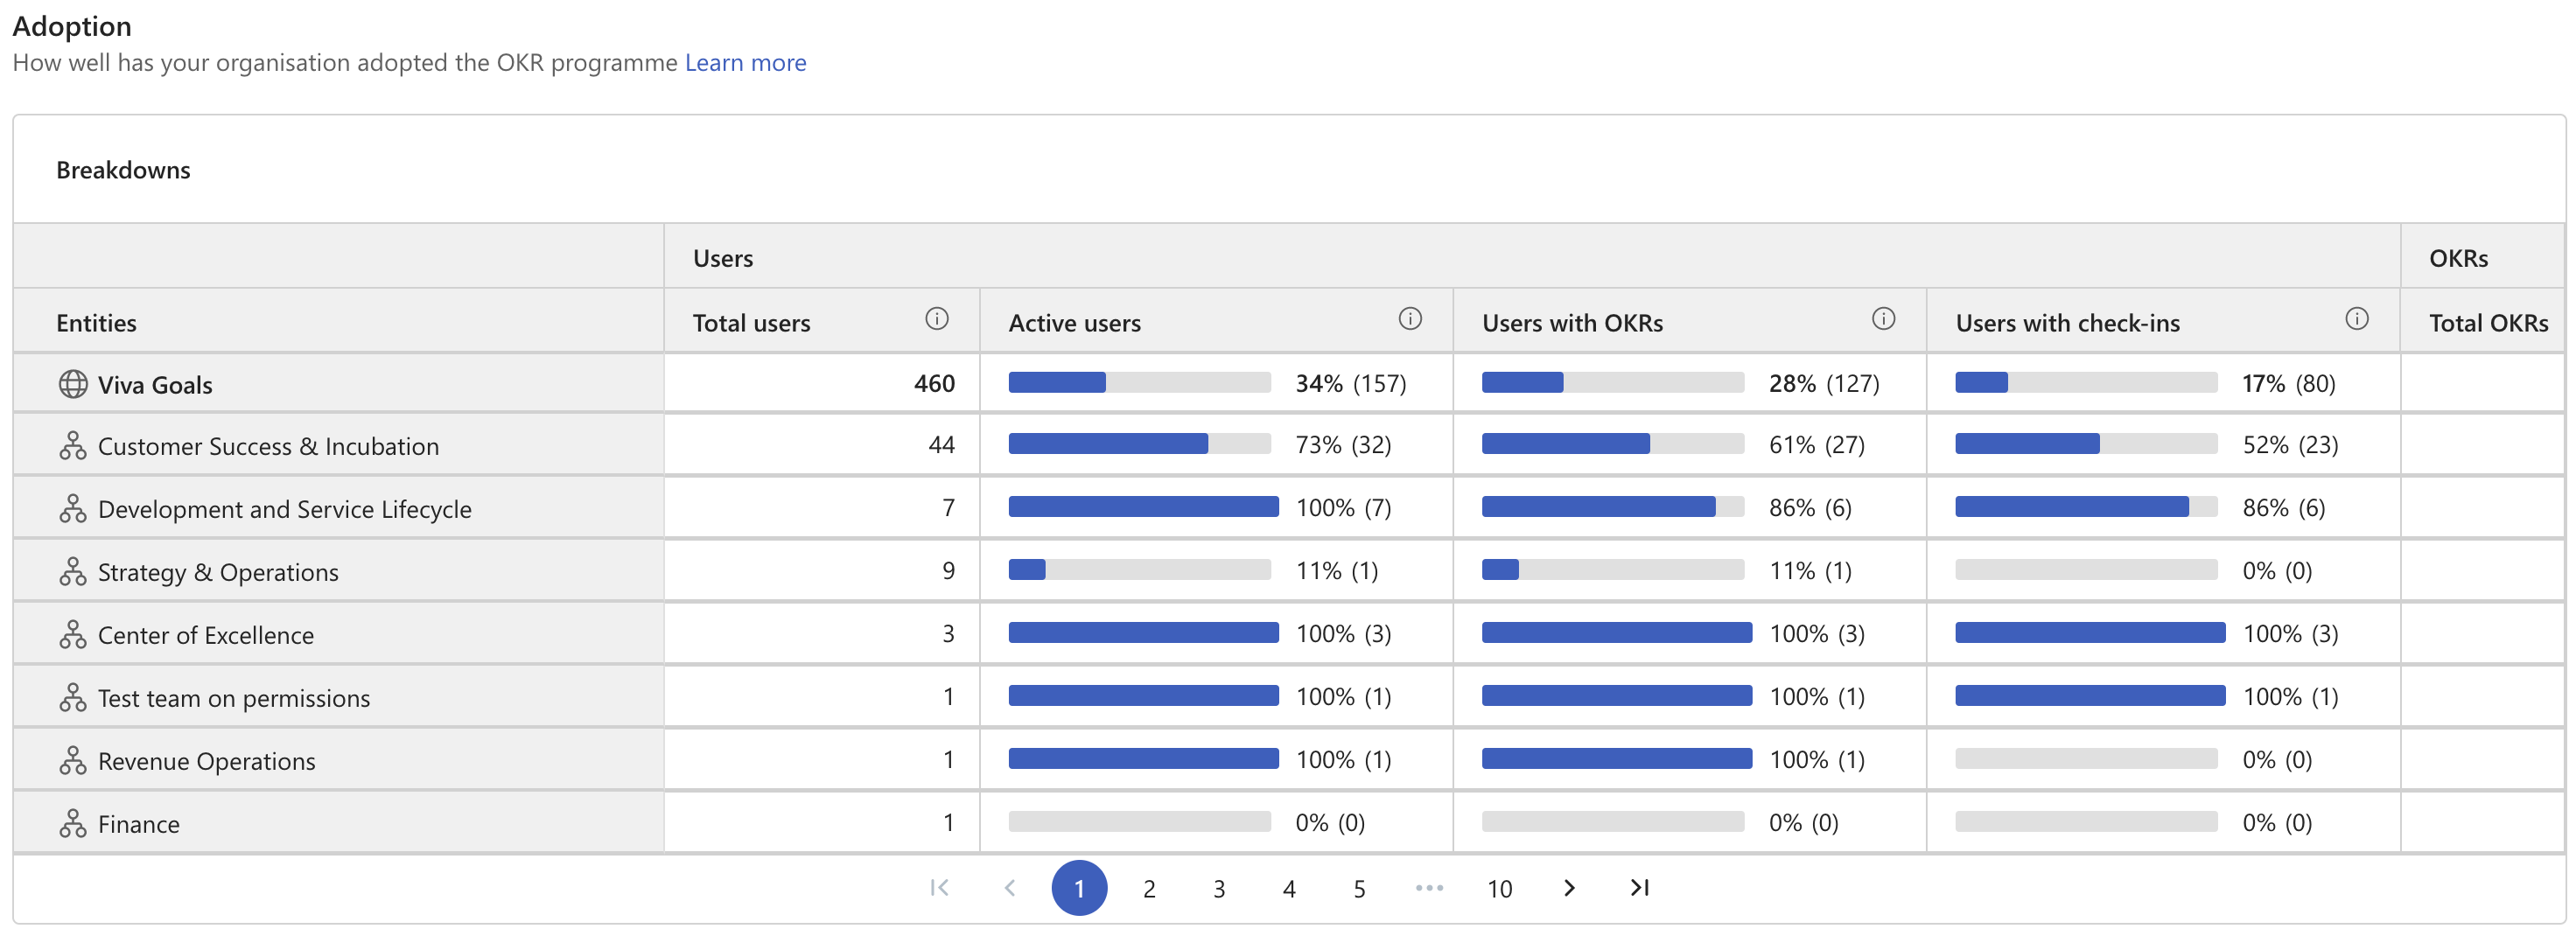 Adoption
How well has your organisation adopted the OKR programme Learn more
Breakdowns
Users OKRs
Entities Total users Active users Users with OKRs Users with check-ins Total OKRs
Viva Goals 460 34% (157) 28% (127) 17% (80)
Customer Success & Incubation 44 73% (32) 61% (27) 52% (23)
Development and Service Lifecycle 7 100% (7) 86% (6) 86% (6)
Strategy & Operations 9 11% (1) 11% (1) 0% (0)
Center of Excellence 3 100% (3) 100% (3) 100% (3)
Test team on permissions 1 100% (1) 100% (1) 100% (1)
Revenue Operations 1 100% (1) 100% (1) 0% (0)
Finance 1 0% (0) 0% (0) 0% (0)
1 2 3 4 5 ••• 10